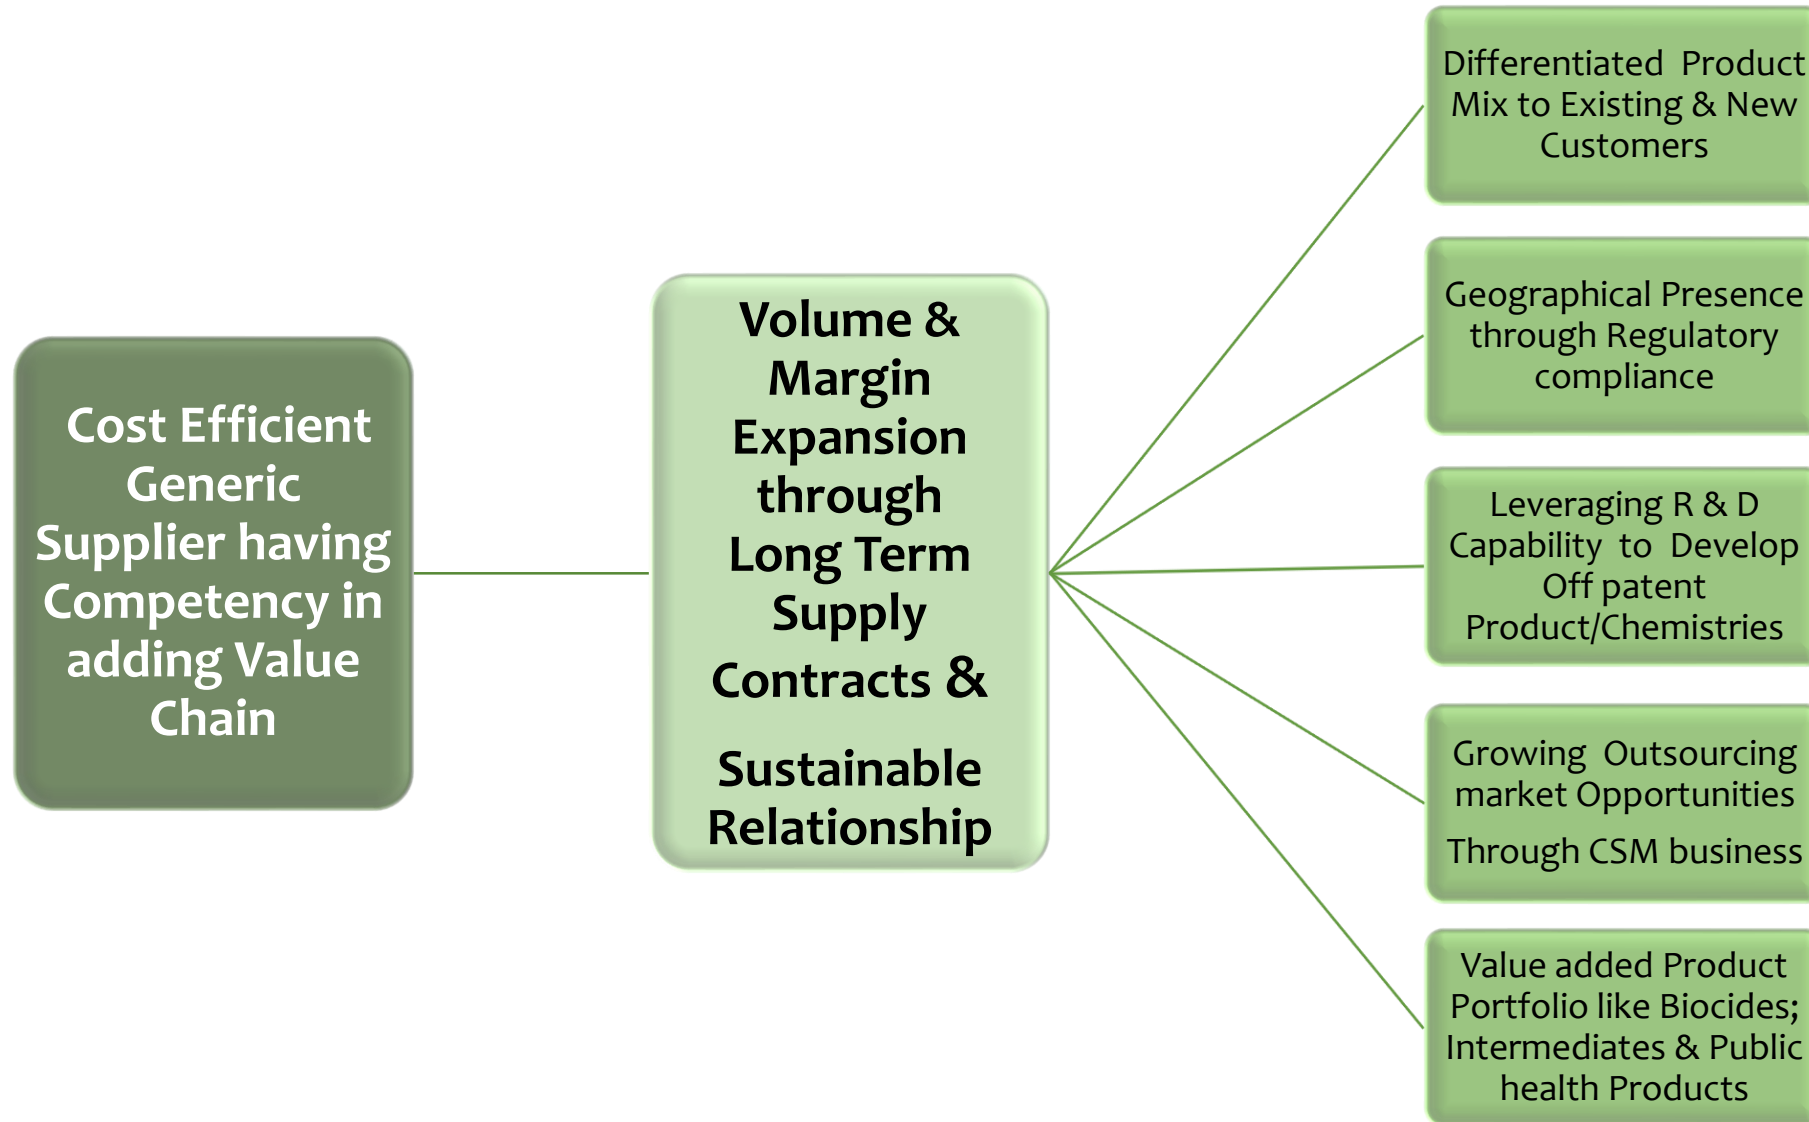 Cost Efficient
Generic
Supplier having
Competency in
adding Value
Chain
Volume &
Margin
Expansion
through
Long Term
Supply
Contracts &
Sustainable
Relationship
Differentiated Product
Mix to Existing & New
Customers
Geographical Presence
through Regulatory
compliance
Leveraging R & D
Capability to Develop
Off patent
Product/Chemistries
Growing Outsourcing
market Opportunities
Through CSM business
Value added Product
Portfolio like Biocides;
Intermediates & Public
health Products